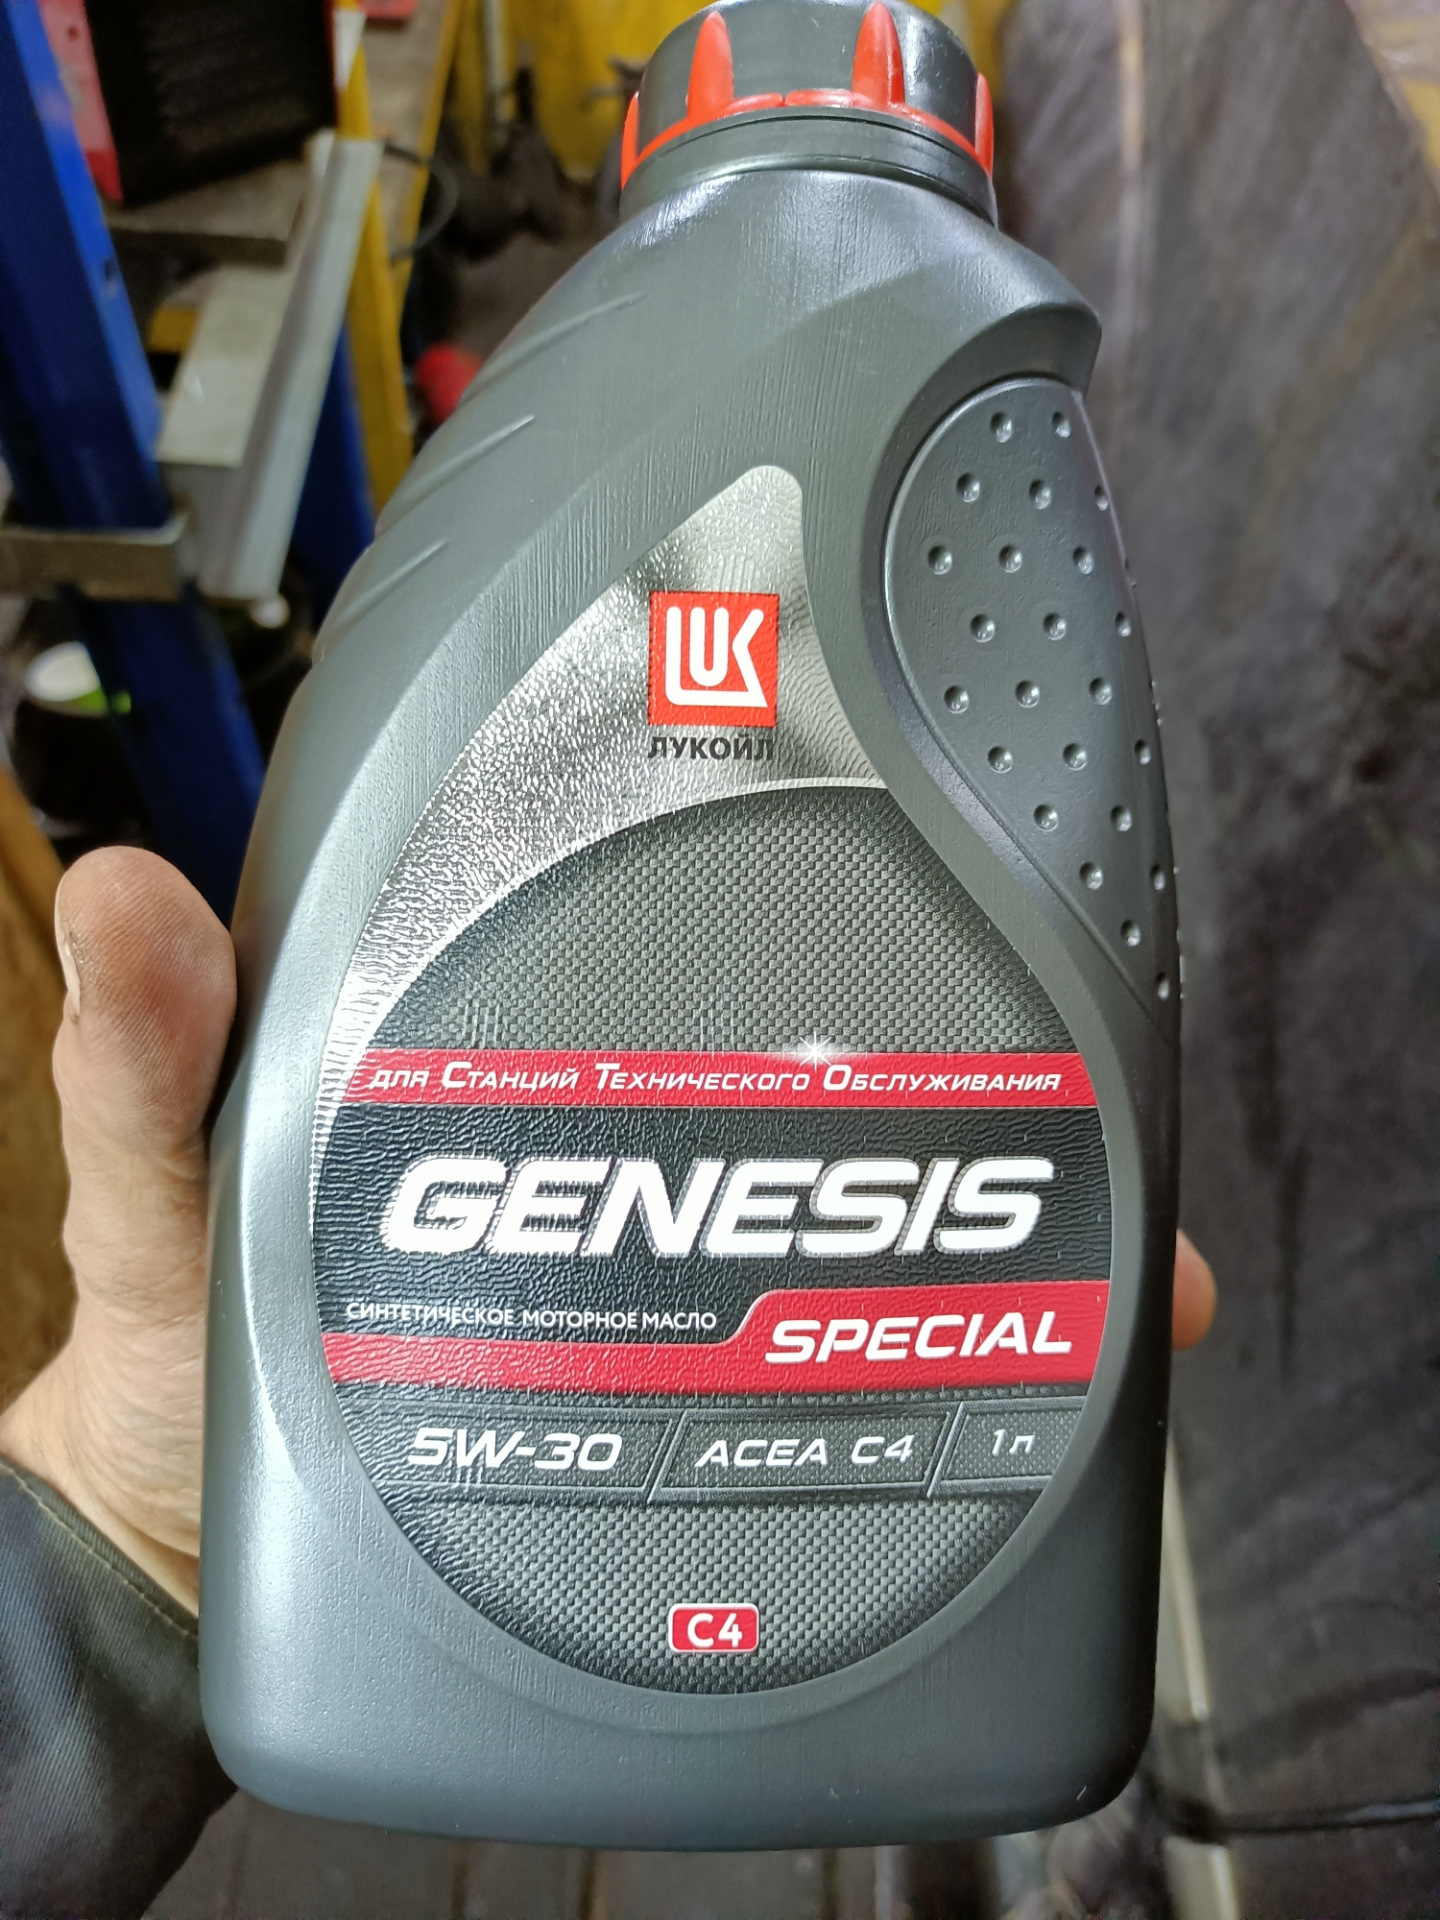 LUK
ЛУКОЙЛ
для Станций Технического Обслуживания
GENESIS
СИНТЕТИЧЕСКОЕ МОТОРНОЕ МАСЛО
SPECIAL
5W-30 ACEA C4 1 л
C4